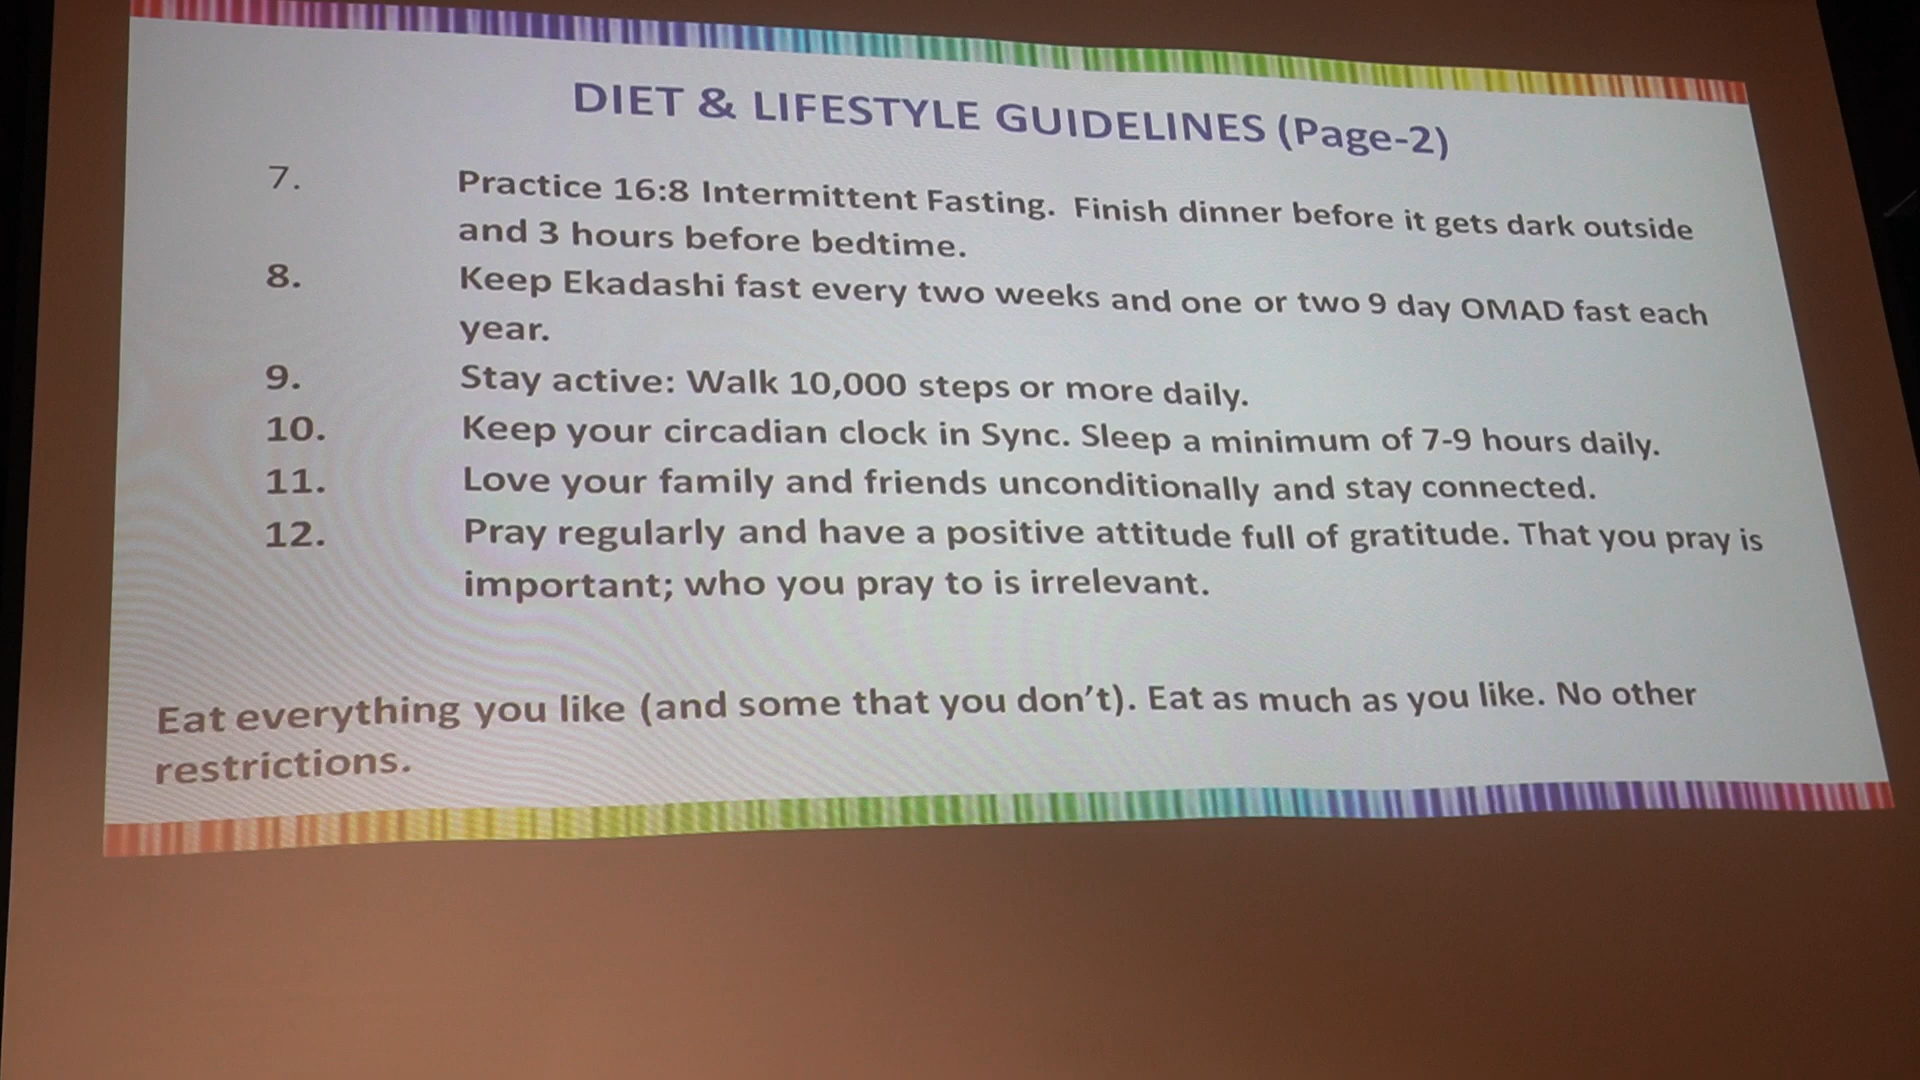 DIET & LIFESTYLE GUIDELINES (Page-2)
7. Practice 16:8 Intermittent Fasting.  Finish dinner before it gets dark outside
and 3 hours before bedtime.
8. Keep Ekadashi fast every two weeks and one or two 9 day OMAD fast each
year.
9. Stay active: Walk 10,000 steps or more daily.
10. Keep your circadian clock in Sync. Sleep a minimum of 7-9 hours daily.
11. Love your family and friends unconditionally and stay connected.
12. Pray regularly and have a positive attitude full of gratitude. That you pray is
important; who you pray to is irrelevant.
Eat everything you like (and some that you don’t). Eat as much as you like. No other
restrictions.